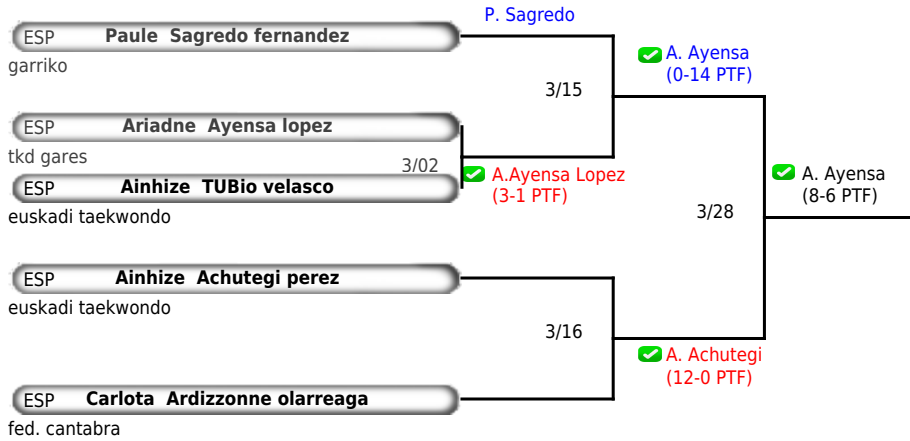 P. Sagredo
ESP Paule Sagredo fernandez
garriko
A. Ayensa
(0-14 PTF)
3/15
ESP Ariadne Ayensa lopez
tkd gares
3/02
A.Ayensa Lopez
(3-1 PTF)
A. Ayensa
(8-6 PTF)
ESP Ainhize TUBio velasco
euskadi taekwondo
3/28
ESP Ainhize Achutegi perez
euskadi taekwondo
3/16
A. Achutegi
(12-0 PTF)
ESP Carlota Ardizzonne olarreaga
fed. cantabra